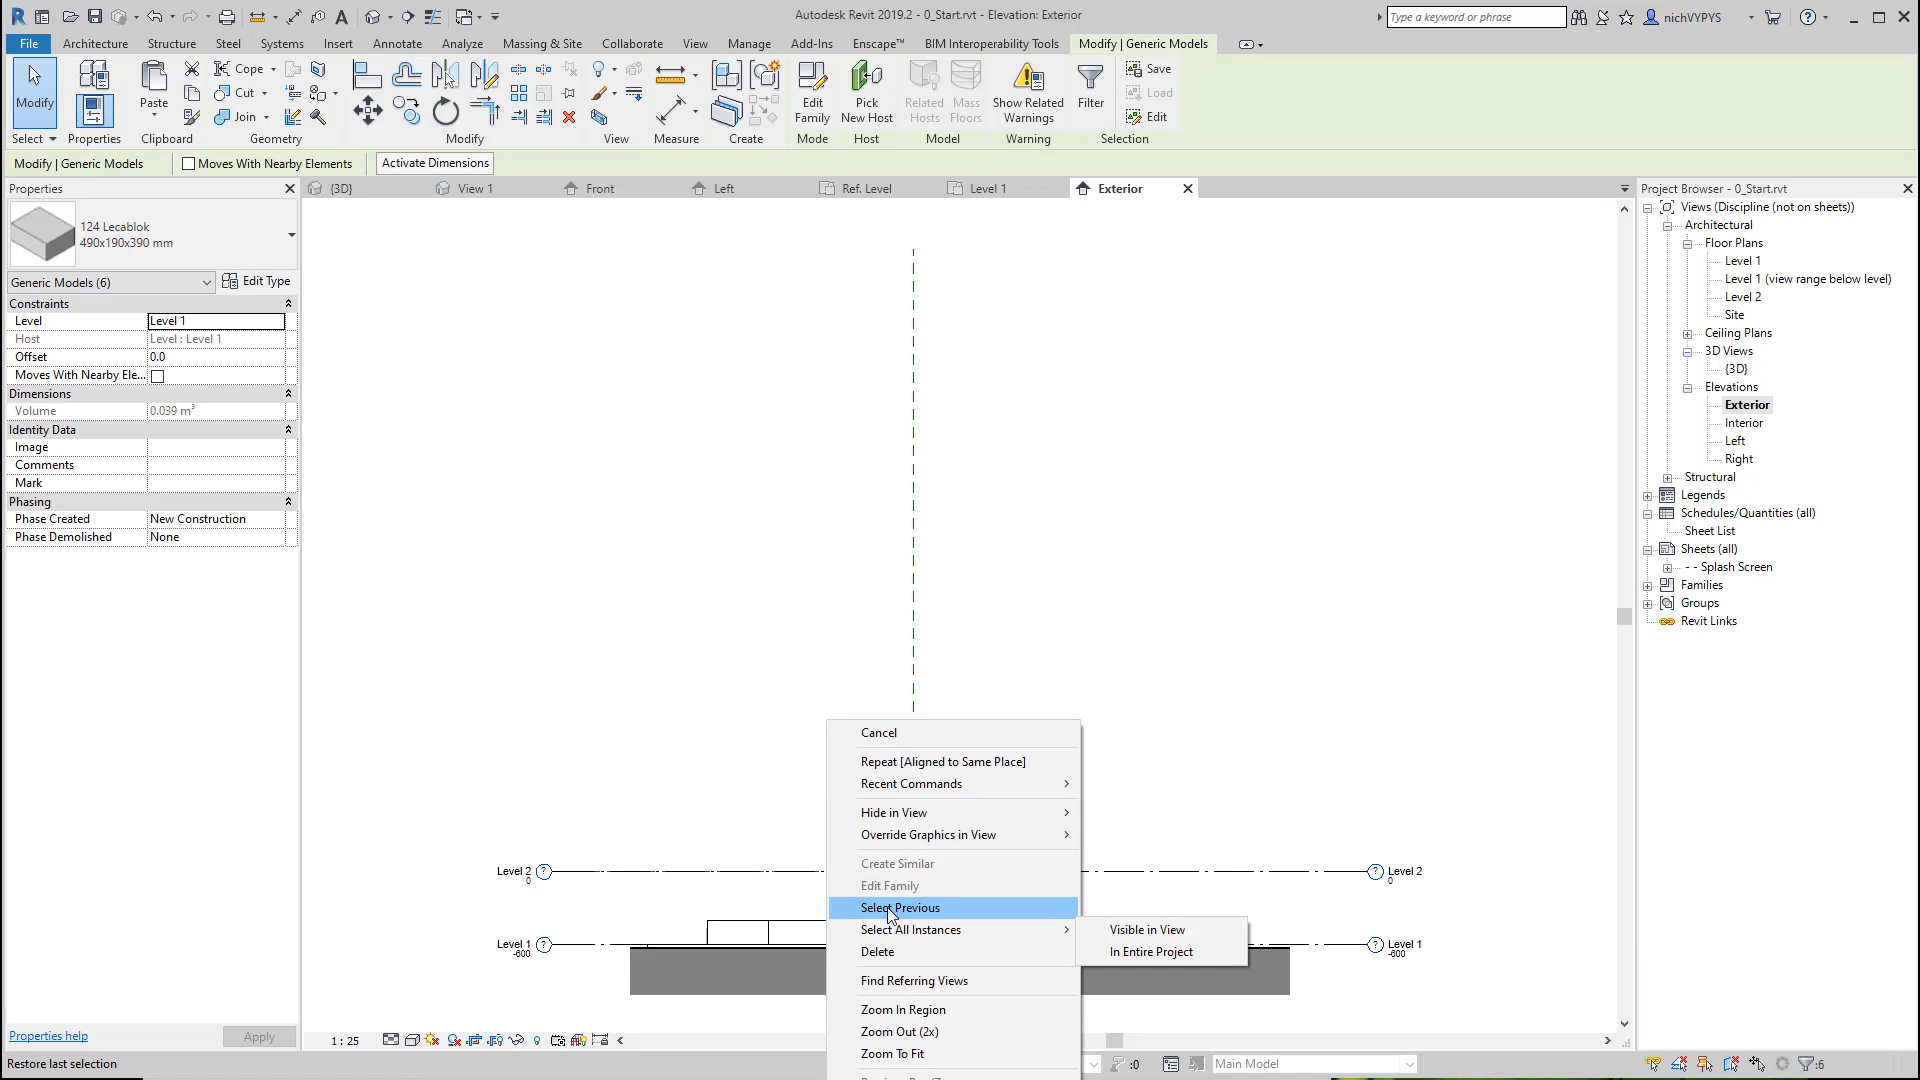 Autodesk Revit 2019.2 - 0_Start.rvt - Elevation: Exterior
Type a keyword or phrase
nichVYPYS
File
Architecture
Structure
Steel
Systems
Insert
Annotate
Analyze
Massing & Site
Collaborate
View
Manage
Add-Ins
Enscape™
BIM Interoperability Tools
Modify | Generic Models
Modify
Paste
Cope
Cut
Join
Edit
Family
Pick
New Host
Related
Hosts
Mass
Floors
Show Related
Warnings
Filter
Save
Load
Edit
Select
Properties
Clipboard
Geometry
Modify
View
Measure
Create
Mode
Host
Model
Warning
Selection
Modify | Generic Models
Moves With Nearby Elements
Activate Dimensions
Properties
124 Lecablok
490x190x390 mm
Generic Models (6)
Edit Type
Constraints
Level
Level 1
Host
Level : Level 1
Offset
0.0
Moves With Nearby Ele...
Dimensions
Volume
0.039 m³
Identity Data
Image
Comments
Mark
Phasing
Phase Created
New Construction
Phase Demolished
None
Properties help
Apply
{3D}
View 1
Front
Left
Ref. Level
Level 1
Exterior
Cancel
Repeat [Aligned to Same Place]
Recent Commands
Hide in View
Override Graphics in View
Create Similar
Edit Family
Select Previous
Select All Instances
Delete
Find Referring Views
Zoom In Region
Zoom Out (2x)
Zoom To Fit
Visible in View
In Entire Project
Level 2
0
?
? Level 2
0
Level 1
-600
?
? Level 1
-600
1 : 25
Project Browser - 0_Start.rvt
Views (Discipline (not on sheets))
Architectural
Floor Plans
Level 1
Level 1 (view range below level)
Level 2
Site
Ceiling Plans
3D Views
{3D}
Elevations
Exterior
Interior
Left
Right
Structural
Legends
Schedules/Quantities (all)
Sheet List
Sheets (all)
- - Splash Screen
Families
Groups
Revit Links
Restore last selection
:0
Main Model
:6